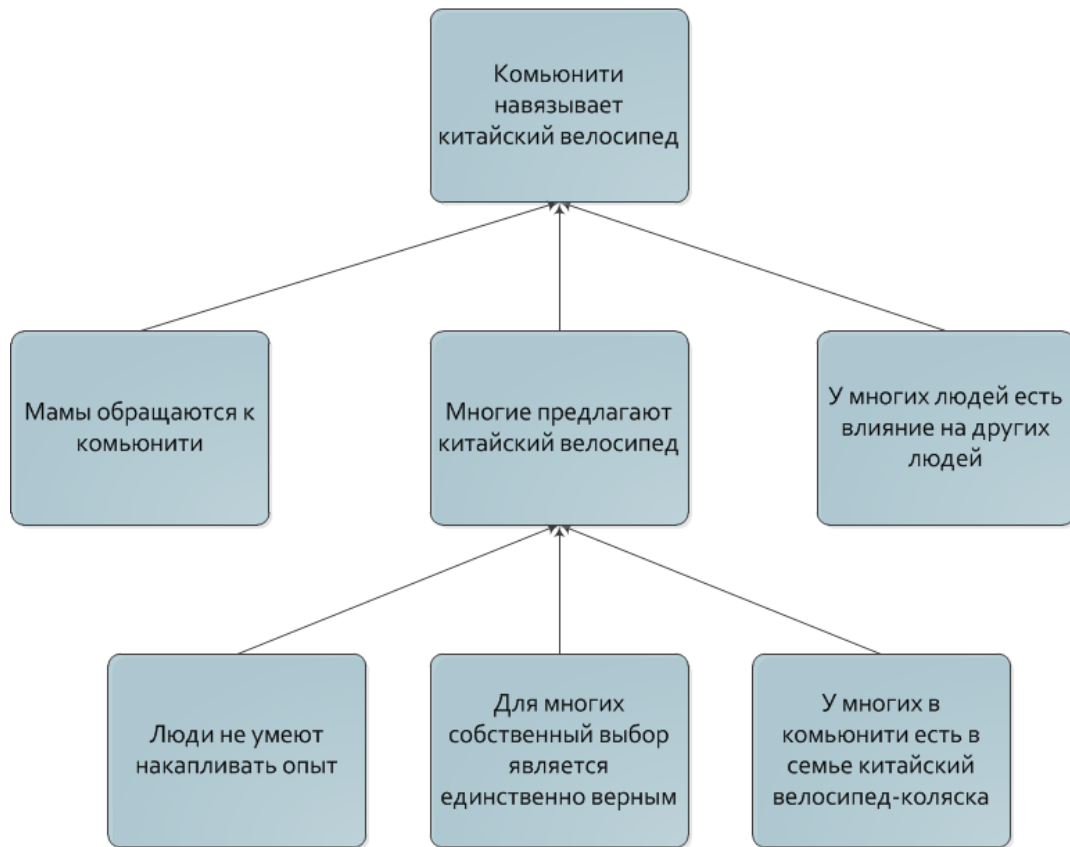 Комьюнити
навязывает
китайский велосипед
Мамы обращаются к
комьюнити
Многие предлагают
китайский велосипед
У многих людей есть
влияние на других
людей
Люди не умеют
накапливать опыт
Для многих
собственный выбор
является
единственно верным
У многих в
комьюнити есть в
семье китайский
велосипед-коляска